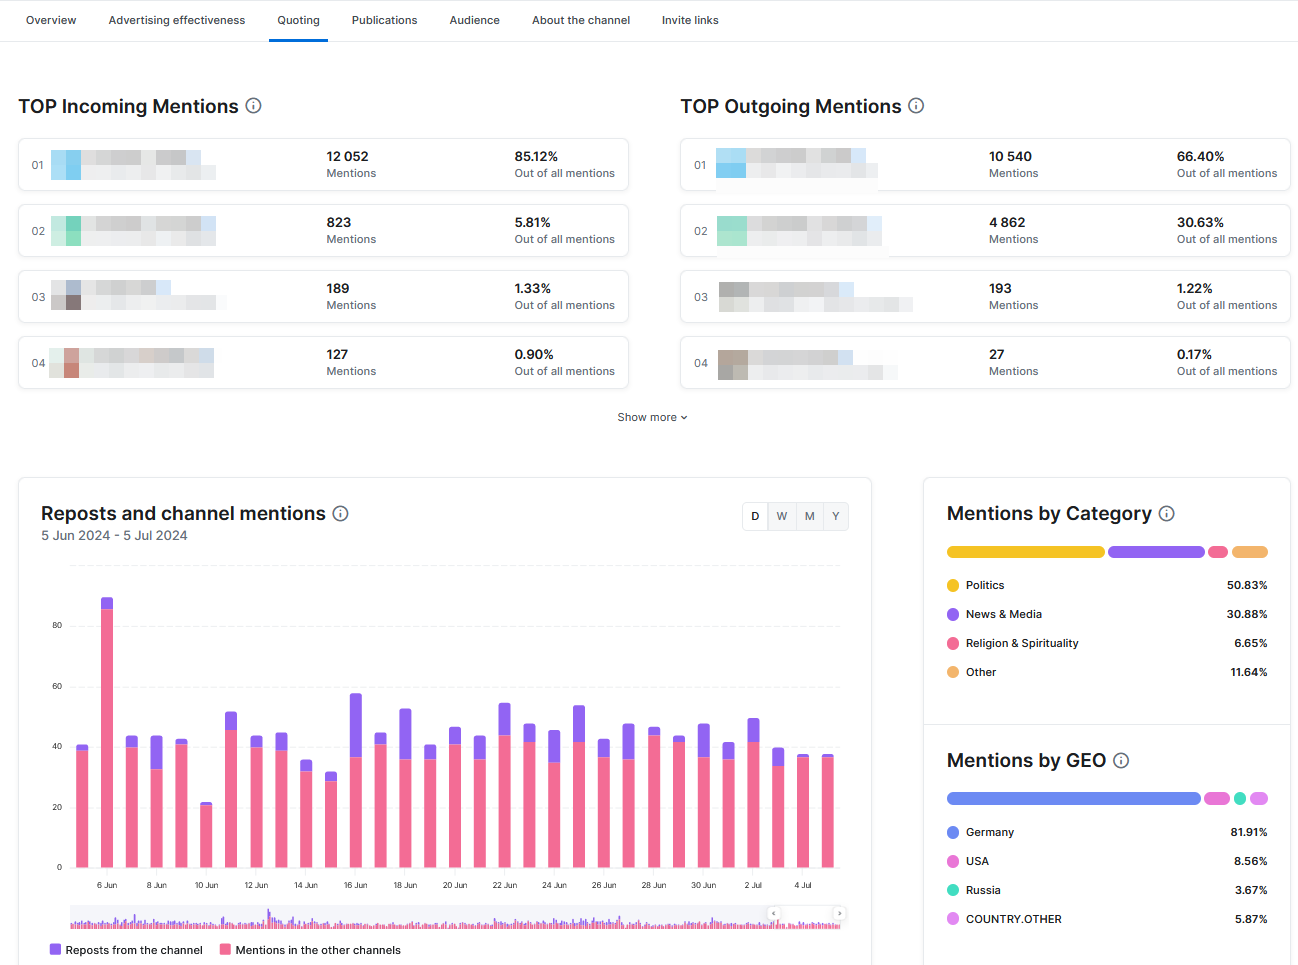 Overview Advertising effectiveness Quoting Publications Audience About the channel Invite links
TOP Incoming Mentions
01 12 052 85.12%
Mentions Out of all mentions
02 823 5.81%
Mentions Out of all mentions
03 189 1.33%
Mentions Out of all mentions
04 127 0.90%
Mentions Out of all mentions
TOP Outgoing Mentions
01 10 540 66.40%
Mentions Out of all mentions
02 4 862 30.63%
Mentions Out of all mentions
03 193 1.22%
Mentions Out of all mentions
04 27 0.17%
Mentions Out of all mentions
Show more
Reposts and channel mentions
5 Jun 2024 - 5 Jul 2024
D W M Y
80
60
40
20
0
6 Jun 8 Jun 10 Jun 12 Jun 14 Jun 16 Jun 18 Jun 20 Jun 22 Jun 24 Jun 26 Jun 28 Jun 30 Jun 2 Jul 4 Jul
Reposts from the channel Mentions in the other channels
Mentions by Category
Politics 50.83%
News & Media 30.88%
Religion & Spirituality 6.65%
Other 11.64%
Mentions by GEO
Germany 81.91%
USA 8.56%
Russia 3.67%
COUNTRY.OTHER 5.87%